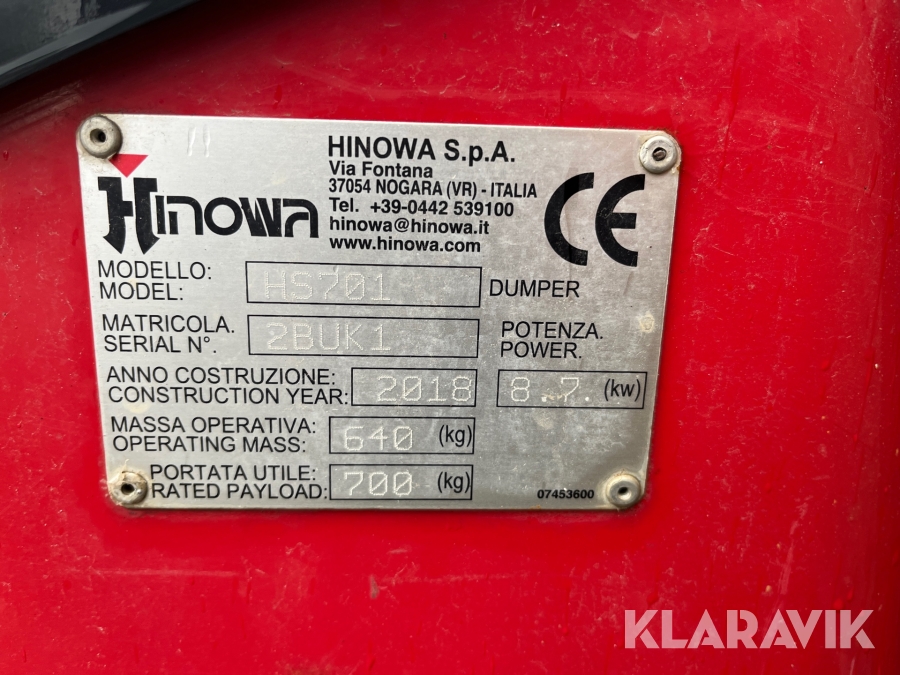 Hinowa
HINOWA S.p.A.
Via Fontana
37054 NOGARA (VR) - ITALIA
Tel. +39-0442 539100
hinowa@hinowa.it
www.hinowa.com
CE
MODELLO:
MODEL:
HS701
DUMPER
MATRICOLA.
SERIAL N°.
2BUK1
POTENZA.
POWER.
ANNO COSTRUZIONE:
CONSTRUCTION YEAR:
2018
8.7. (kw)
MASSA OPERATIVA:
OPERATING MASS:
640 (kg)
PORTATA UTILE:
RATED PAYLOAD:
700 (kg)
07453600
KLARAVIK